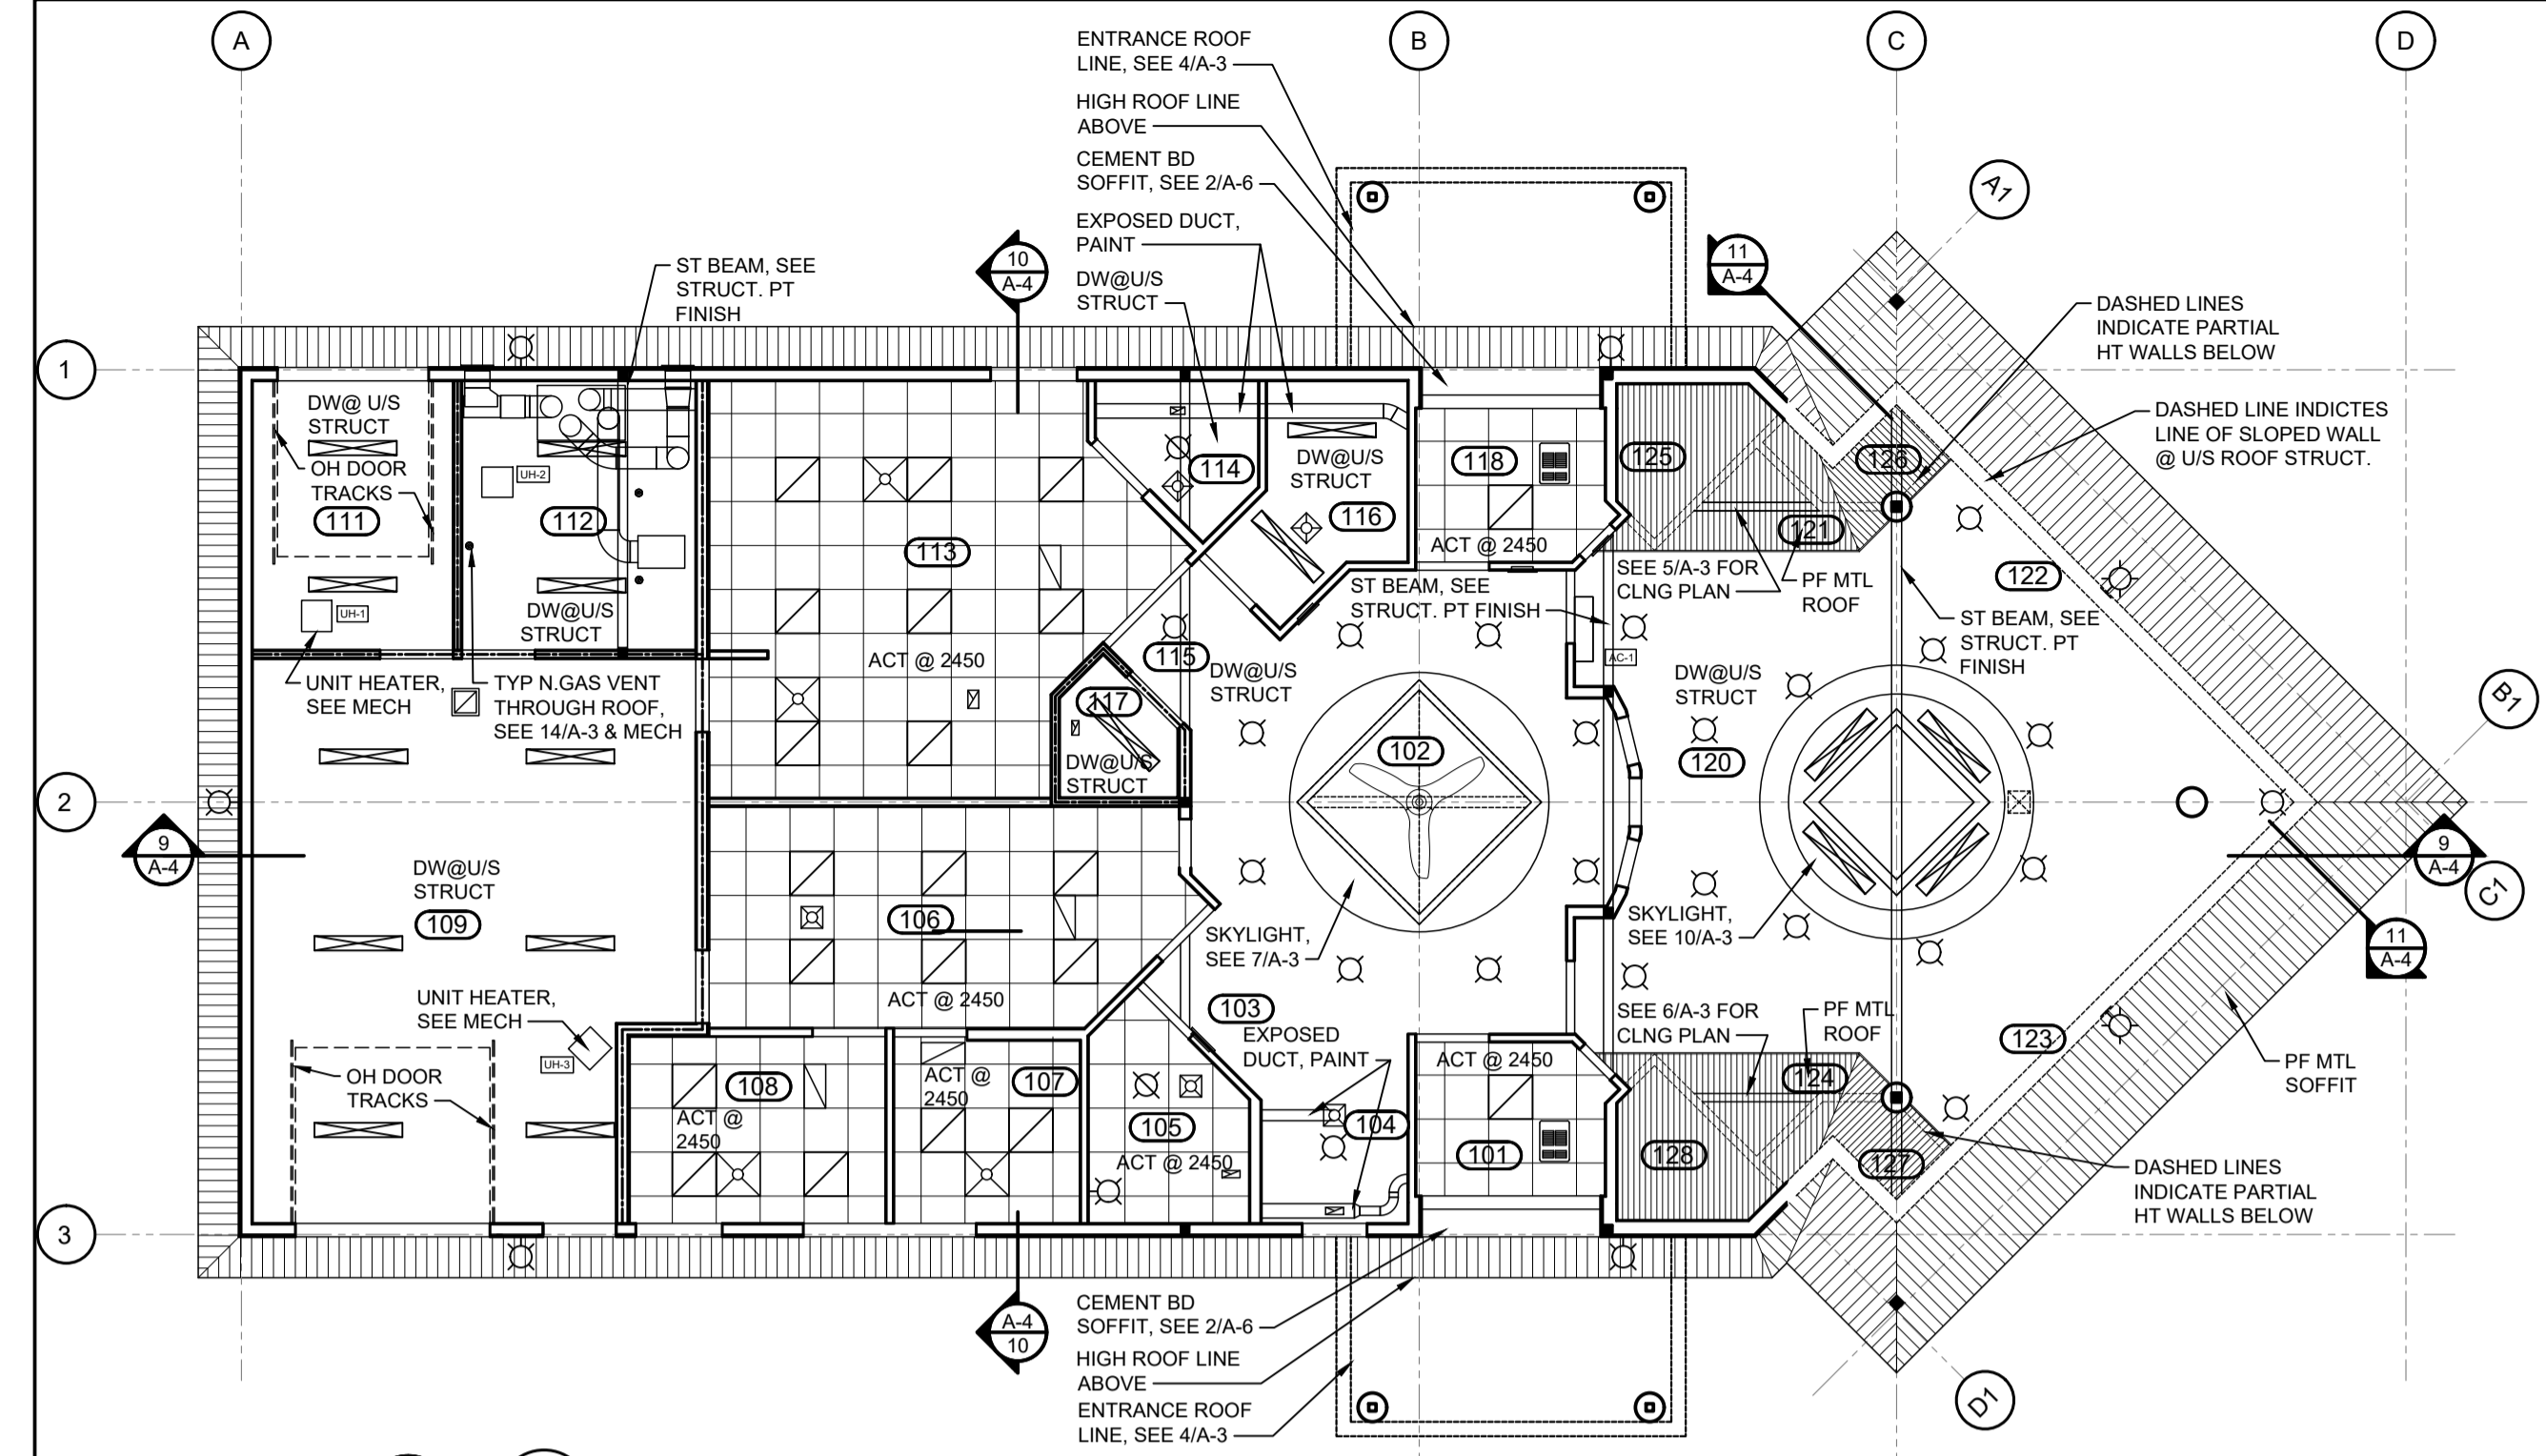 A
B
C
D
ENTRANCE ROOF
LINE, SEE 4/A-3
HIGH ROOF LINE
ABOVE
CEMENT BD
SOFFIT, SEE 2/A-6
EXPOSED DUCT,
PAINT
DW@U/S
STRUCT
A1
10
A-4
11
A-4
ST BEAM, SEE
STRUCT. PT
FINISH
DASHED LINES
INDICATE PARTIAL
HT WALLS BELOW
1
DW@ U/S
STRUCT
OH DOOR
TRACKS
111
UH-2
112
DW@U/S
STRUCT
UH-1
113
ACT @ 2450
114
DW@U/S
STRUCT
116
118
ACT @ 2450
125
126
121
DASHED LINE INDICTES
LINE OF SLOPED WALL
@ U/S ROOF STRUCT.
SEE 5/A-3 FOR
CLNG PLAN
PF MTL
ROOF
122
ST BEAM, SEE
STRUCT. PT FINISH
ST BEAM, SEE
STRUCT. PT
FINISH
UNIT HEATER,
SEE MECH
TYP N.GAS VENT
THROUGH ROOF,
SEE 14/A-3 & MECH
115
DW@U/S
STRUCT
117
DW@U/S
STRUCT
AC-1
DW@U/S
STRUCT
102
120
B1
2
9
A-4
DW@U/S
STRUCT
109
106
ACT @ 2450
SKYLIGHT,
SEE 7/A-3
SKYLIGHT,
SEE 10/A-3
9
A-4
C1
11
A-4
UNIT HEATER,
SEE MECH
UH-3
OH DOOR
TRACKS
108
ACT @
2450
ACT @
2450
107
105
ACT @ 2450
103
EXPOSED
DUCT, PAINT
104
ACT @ 2450
101
SEE 6/A-3 FOR
CLNG PLAN
PF MTL
ROOF
124
128
127
123
PF MTL
SOFFIT
DASHED LINES
INDICATE PARTIAL
HT WALLS BELOW
3
A-4
10
CEMENT BD
SOFFIT, SEE 2/A-6
HIGH ROOF LINE
ABOVE
ENTRANCE ROOF
LINE, SEE 4/A-3
D1